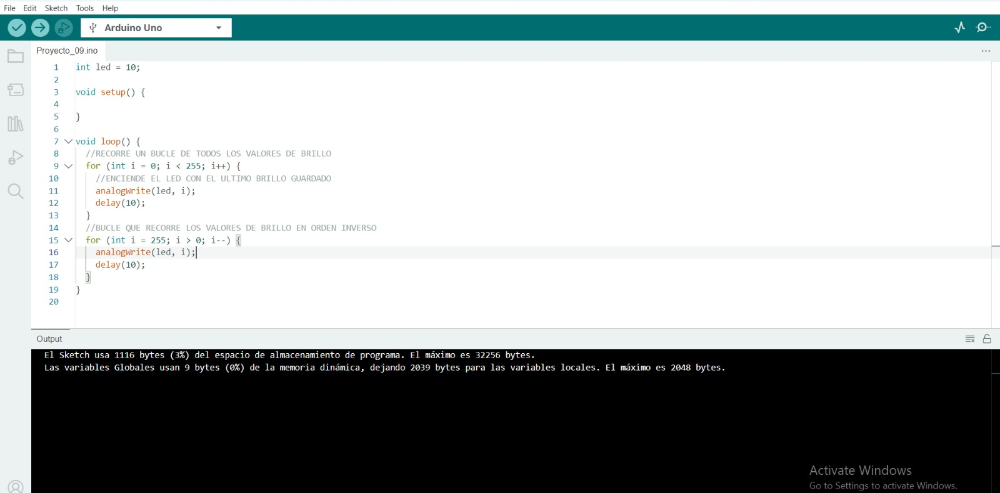 File Edit Sketch Tools Help
Arduino Uno
Proyecto_09.ino
1 int led = 10;
2
3 void setup() {
4
5 }
6
7 void loop() {
8 //RECORRE UN BUCLE DE TODOS LOS VALORES DE BRILLO
9 for (int i = 0; i < 255; i++) {
10 //ENCIENDE EL LED CON EL ULTIMO BRILLO GUARDADO
11 analogWrite(led, i);
12 delay(10);
13 }
14 //BUCLE QUE RECORRE LOS VALORES DE BRILLO EN ORDEN INVERSO
15 for (int i = 255; i > 0; i--) {
16 analogWrite(led, i);
17 delay(10);
18 }
19 }
20
Output
El Sketch usa 1116 bytes (3%) del espacio de almacenamiento de programa. El máximo es 32256 bytes.
Las variables Globales usan 9 bytes (0%) de la memoria dinámica, dejando 2039 bytes para las variables locales. El máximo es 2048 bytes.
Activate Windows
Go to Settings to activate Windows.